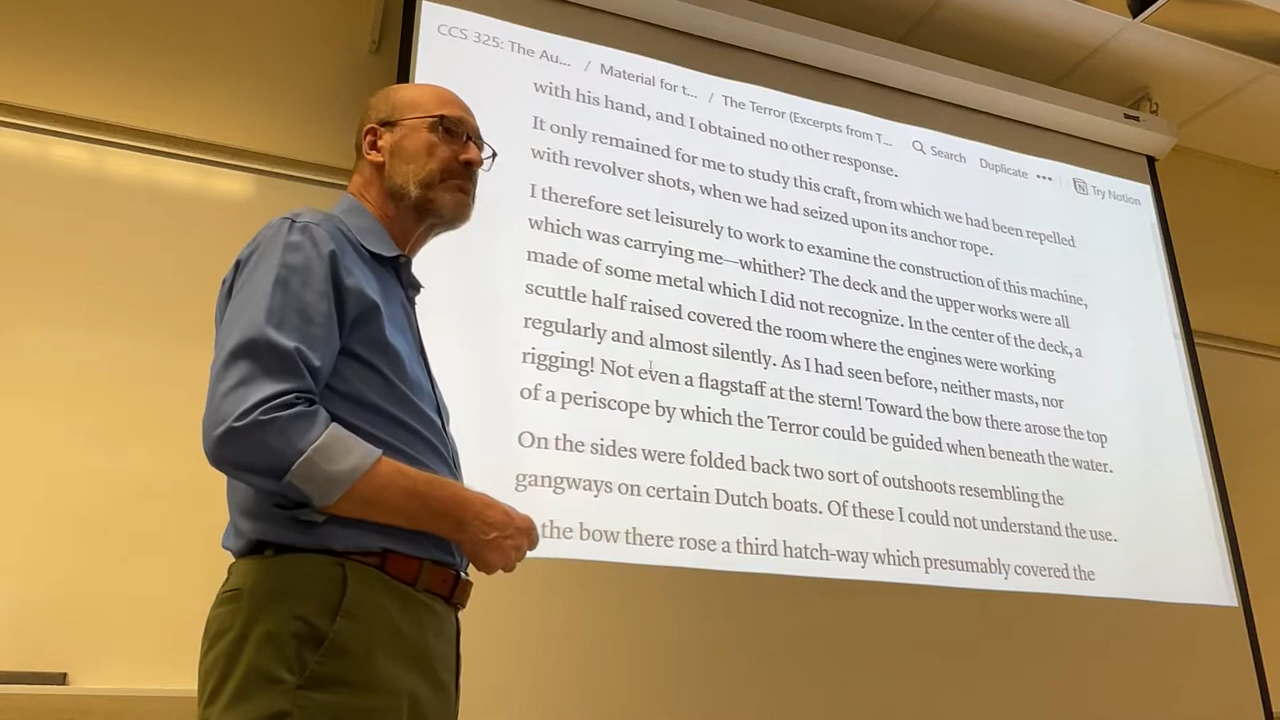 CCS 325: The Au... / Material for t... / The Terror (Excerpts from T... Search Duplicate ••• Try Notion
with his hand, and I obtained no other response.
It only remained for me to study this craft, from which we had been repelled
with revolver shots, when we had seized upon its anchor rope.
I therefore set leisurely to work to examine the construction of this machine,
which was carrying me—whither? The deck and the upper works were all
made of some metal which I did not recognize. In the center of the deck, a
scuttle half raised covered the room where the engines were working
regularly and almost silently. As I had seen before, neither masts, nor
rigging! Not even a flagstaff at the stern! Toward the bow there arose the top
of a periscope by which the Terror could be guided when beneath the water.
On the sides were folded back two sort of outshoots resembling the
gangways on certain Dutch boats. Of these I could not understand the use.
the bow there rose a third hatch-way which presumably covered the